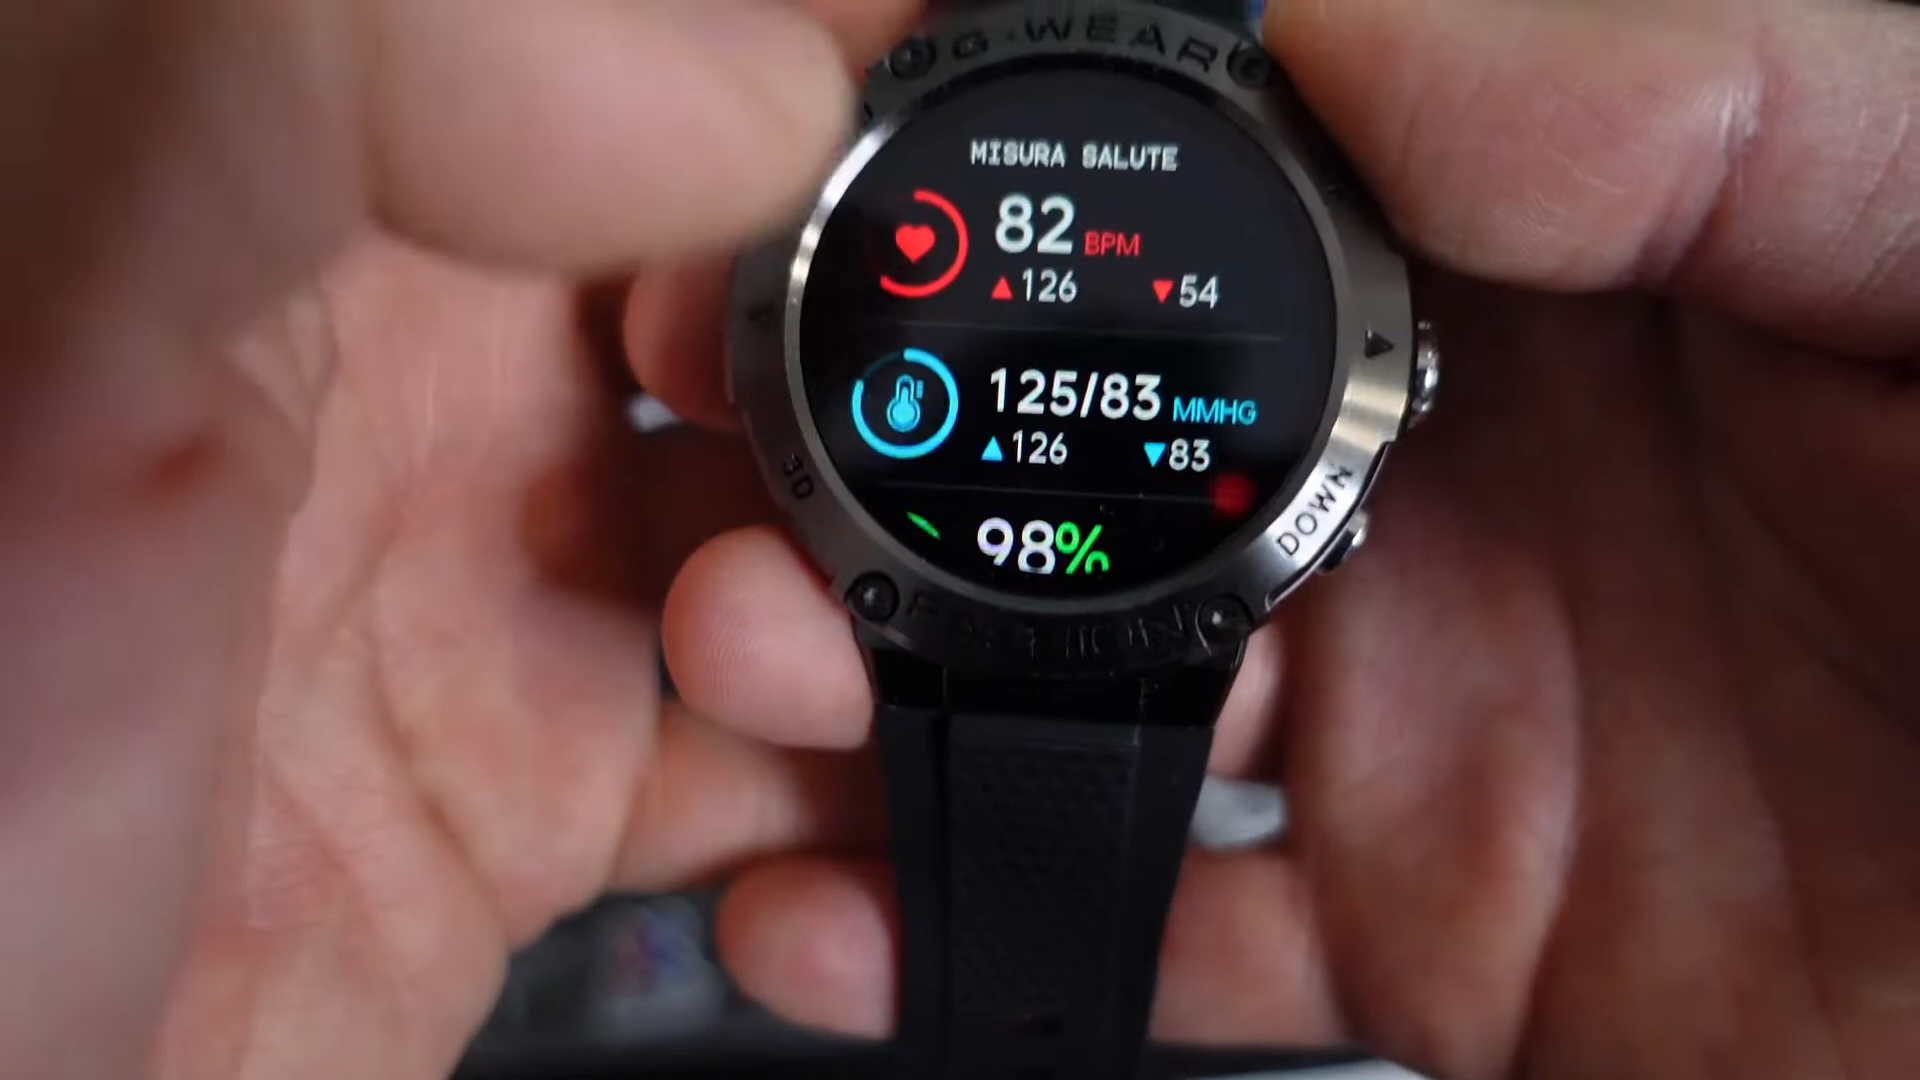 G-WEAR
MISURA SALUTE
82 BPM
▲126 ▼54
125/83 MMHG
▲126 ▼83
98%
3D
DOWN